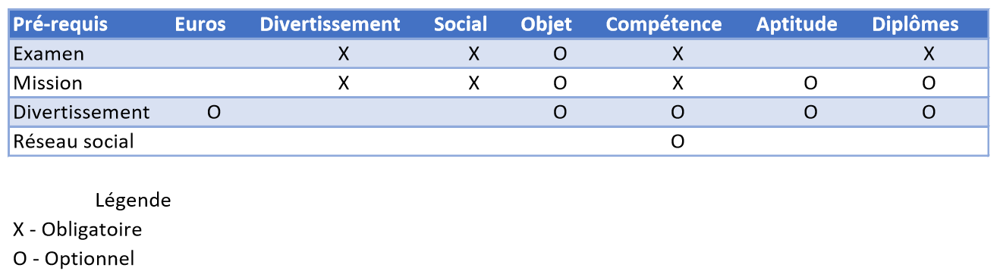 Pré-requis Euros Divertissement Social Objet Compétence Aptitude Diplômes
Examen X X O X X
Mission X X O X O O
Divertissement O O O O O
Réseau social O
Légende
X - Obligatoire
O - Optionnel